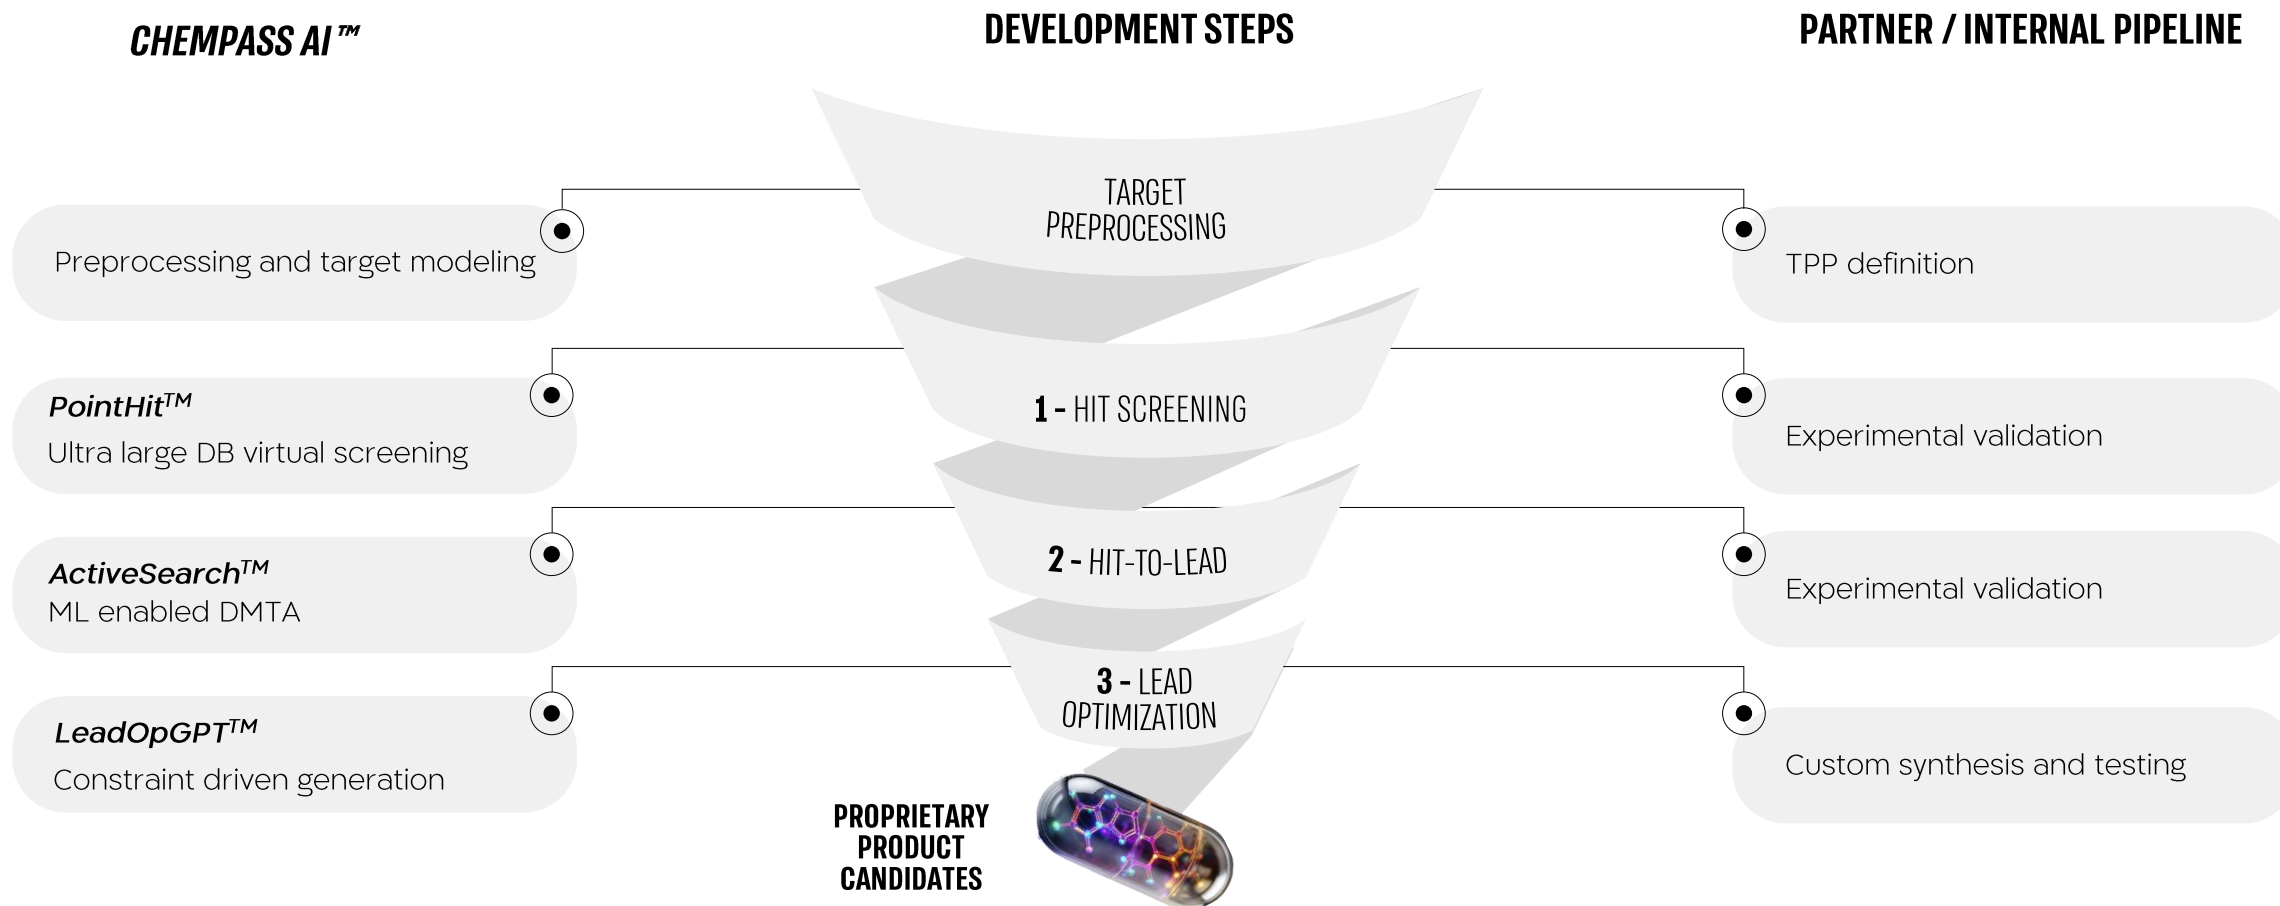 CHEMPASS AI™
DEVELOPMENT STEPS
PARTNER / INTERNAL PIPELINE
TARGET
PREPROCESSING
Preprocessing and target modeling
TPP definition
PointHit™
Ultra large DB virtual screening
1 - HIT SCREENING
Experimental validation
ActiveSearch™
ML enabled DMTA
2 - HIT-TO-LEAD
Experimental validation
LeadOpGPT™
Constraint driven generation
3 - LEAD
OPTIMIZATION
Custom synthesis and testing
PROPRIETARY
PRODUCT
CANDIDATES